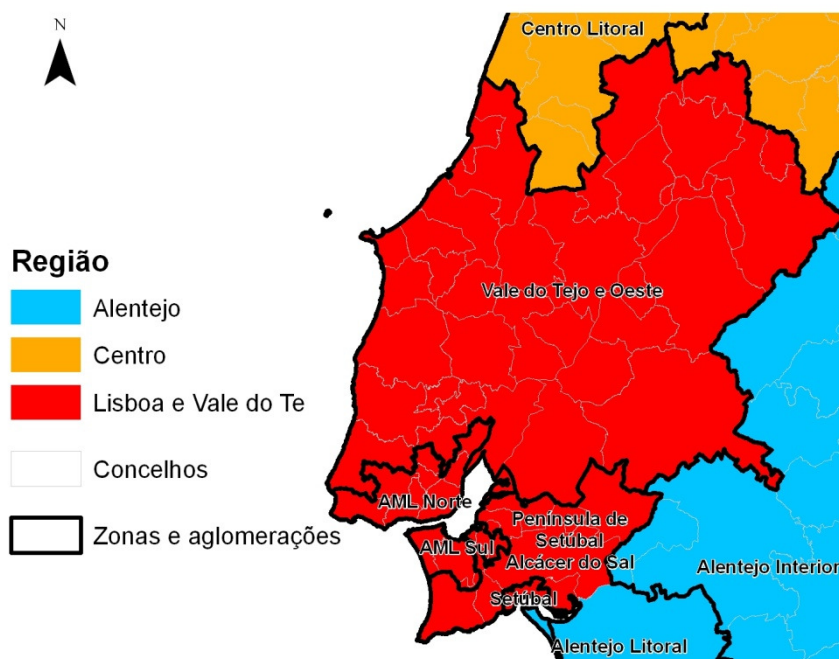 N
Centro Litoral
Região
Alentejo
Centro
Lisboa e Vale do Te
Concelhos
Zonas e aglomerações
Vale do Tejo e Oeste
AML Norte
AML Sul
Península de
Setúbal
Alcácer do Sal
Setúbal
Alentejo Interior
Alentejo Litoral